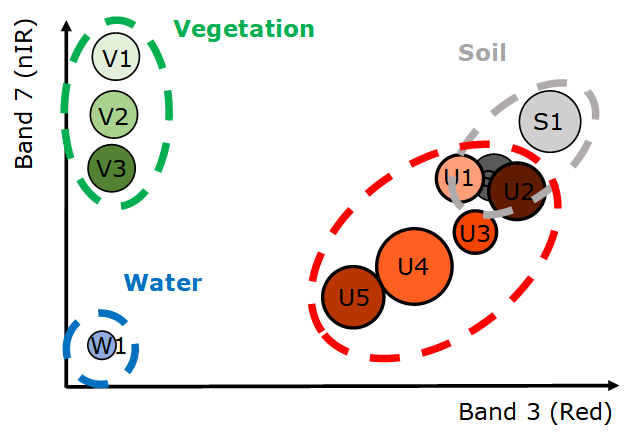 Vegetation
Band 7 (nIR)
V1
Soil
V2
S1
V3
U1
U2
U3
Water
U4
U5
W1
Band 3 (Red)